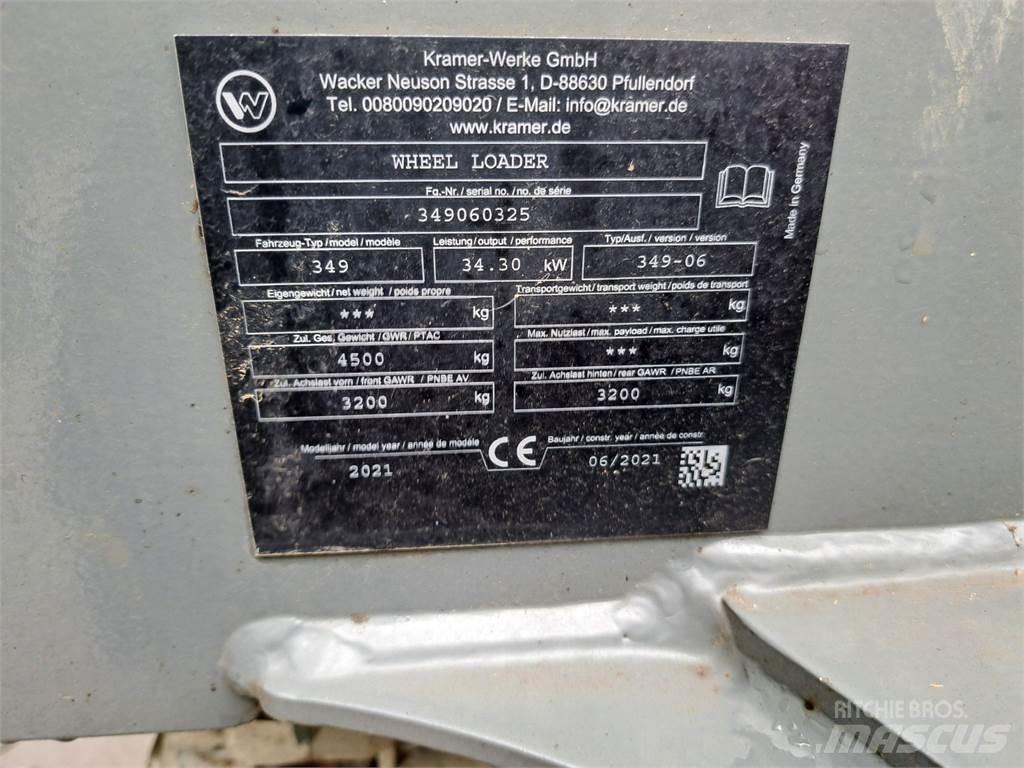 Kramer-Werke GmbH
Wacker Neuson Strasse 1, D-88630 Pfullendorf
Tel. 0080090209020 / E-Mail: info@kramer.de
www.kramer.de
W
WHEEL LOADER
Made in Germany
Fg.-Nr. / serial no. / no. de série
349060325
Fahrzeug-Typ / model / modèle Leistung / output / performance Typ/Ausf. / version / version
349 34.30 kW 349-06
Eigengewicht / net weight / poids propre Transportgewicht / transport weight / poids de transport
*** kg *** kg
Zul. Ges. Gewicht / GWR / PTAC Max. Nutzlast / max. payload / max. charge utile
4500 kg *** kg
Zul. Achslast vorn / front GAWR / PNBE AV Zul. Achslast hinten / rear GAWR / PNBE AR
3200 kg 3200 kg
Modelljahr / model year / année de modèle CE Baujahr / constr. year / année de constr.
2021 06/2021
RITCHIE BROS.
MASCUS